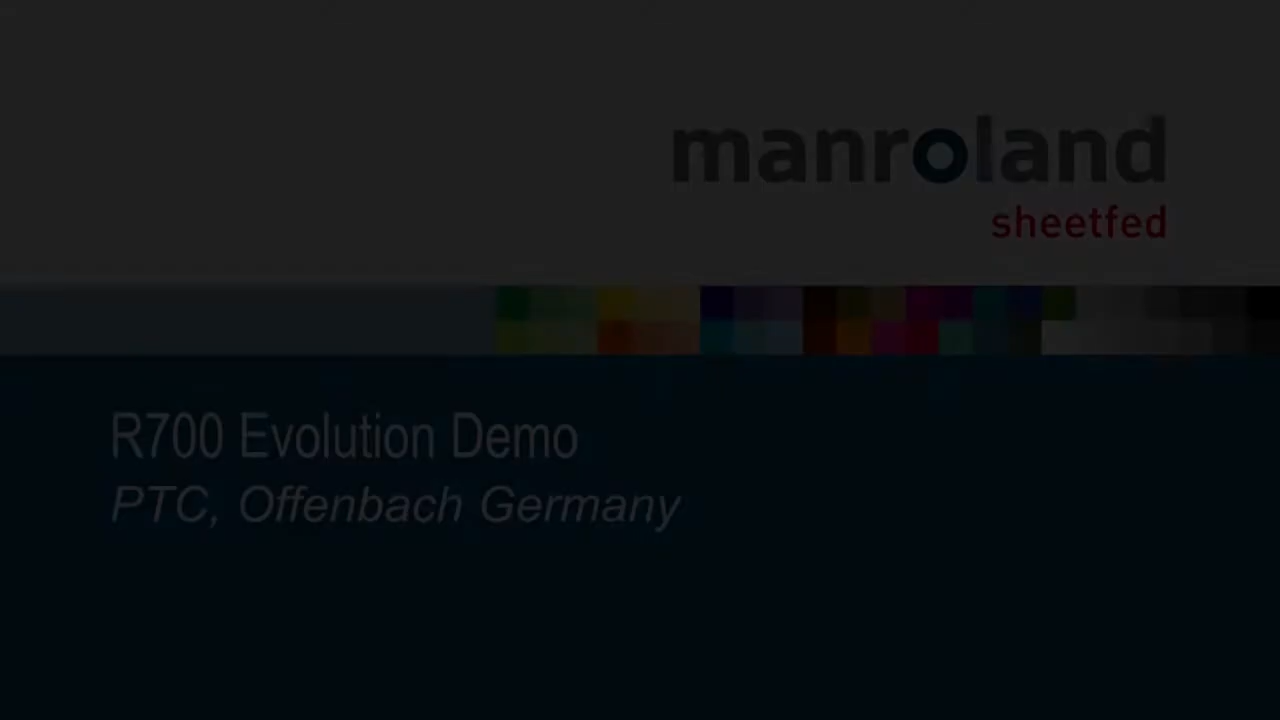 manroland
sheetfed
R700 Evolution Demo
PTC, Offenbach Germany